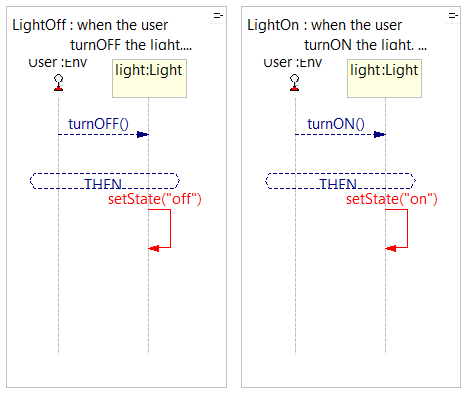 LightOff : when the user
turnOFF the light....
User :Env
light:Light
turnOFF()
THEN
setState("off")
LightOn : when the user
turnON the light. ...
User :Env
light:Light
turnON()
THEN
setState("on")